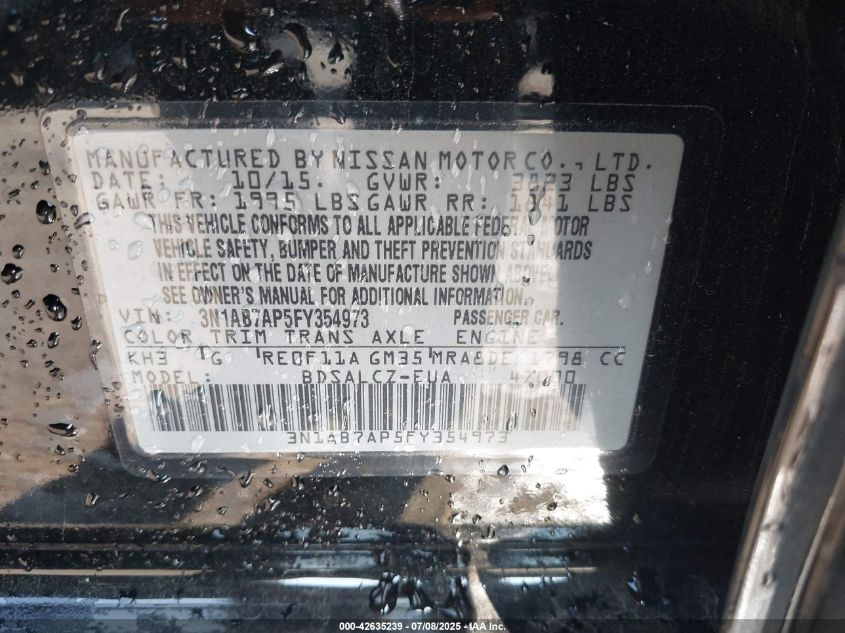 MANUFACTURED BY NISSAN MOTOR CO., LTD.
DATE: 10/15. GVWR: LBS
GAWR FR: 1995 LBS GAWR RR: LBS
THIS VEHICLE CONFORMS TO ALL APPLICABLE FEDERAL MOTOR
VEHICLE SAFETY, BUMPER AND THEFT PREVENTION STANDARDS
IN EFFECT ON THE DATE OF MANUFACTURE SHOWN ABOVE.
SEE OWNER'S MANUAL FOR ADDITIONAL INFORMATION.
VIN: 3N1AB7AP5FY354973 PASSENGER CAR.
COLOR TRIM TRANS AXLE ENGINE
KH3 G RE0F11A GM35 MRA8DE 1798 CC
MODEL: BDSALCZ-EUA
3N1AB7AP5FY354973
000-42635239 - 07/08/2025 - IAA Inc.